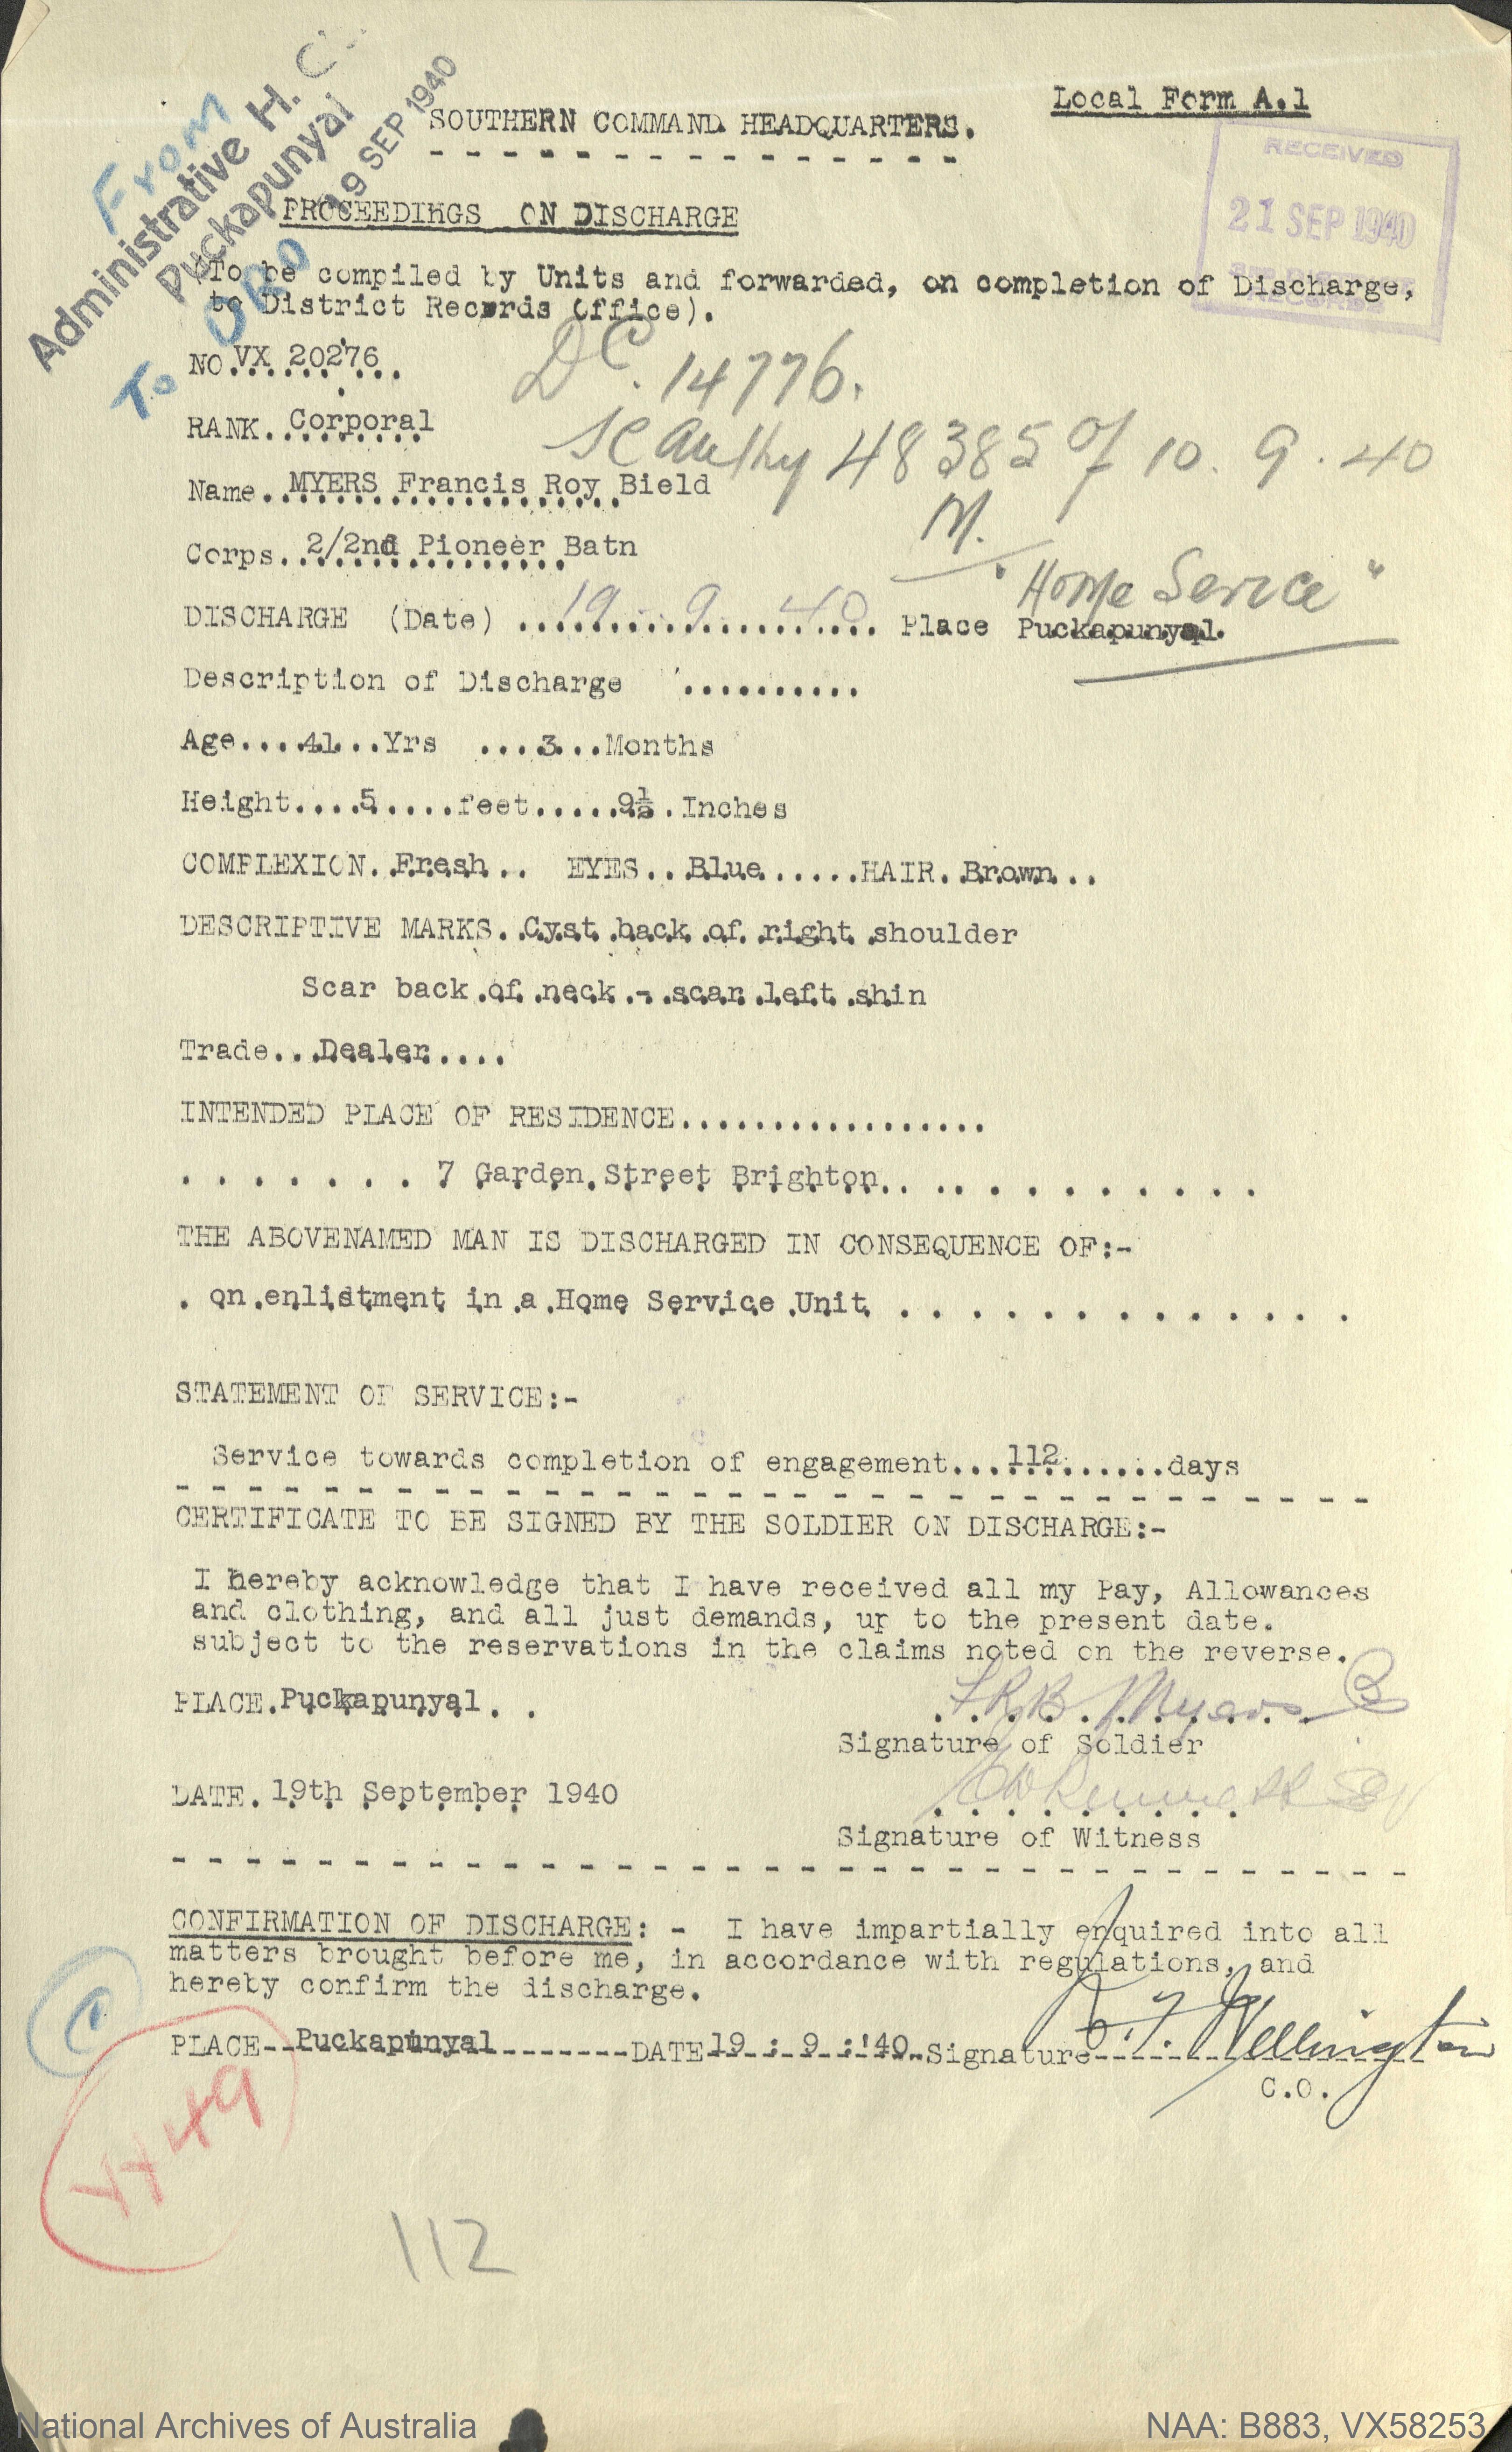 Local Form A.1
From
Administrative H.
Puckapunyal
19 SEP 1940
To DRO
SOUTHERN COMMAND HEADQUARTERS.
RECEIVED
21 SEP 1940
PROCEEDINGS ON DISCHARGE
(To be compiled by Units and forwarded, on completion of Discharge,
to District Records Office).
NO. VX 20276
DC. 14776.
RANK. Corporal
SC Authy 48385 of 10.9.40
Name. MYERS Francis Roy Bield
M.
Corps. 2/2nd Pioneer Batn
"Home Service"
DISCHARGE (Date) 19 9 40 Place Puckapunyal.
Description of Discharge ..........
Age....41...Yrs ....3...Months
Height....5....feet.....9½.Inches
COMPLEXION. Fresh.. EYES..Blue......HAIR. Brown...
DESCRIPTIVE MARKS..Cyst back of right shoulder
Scar back of neck - scar left shin
Trade...Dealer....
INTENDED PLACE OF RESIDENCE.................
. . . . . . . 7 Garden Street Brighton.. .. . . . . . . . . .
THE ABOVENAMED MAN IS DISCHARGED IN CONSEQUENCE OF:-
. on enlistment in a Home Service Unit . . . . . . . . . . . . .
STATEMENT OF SERVICE:-
Service towards completion of engagement...112.......days
CERTIFICATE TO BE SIGNED BY THE SOLDIER ON DISCHARGE:-
I hereby acknowledge that I have received all my Pay, Allowances
and clothing, and all just demands, up to the present date.
subject to the reservations in the claims noted on the reverse.
PLACE. Puckapunyal. . F.R.B. Myers
Signature of Soldier
DATE. 19th September 1940
Signature of Witness
CONFIRMATION OF DISCHARGE: - I have impartially enquired into all
matters brought before me, in accordance with regulations, and
hereby confirm the discharge.
PLACE--Puckapunyal-------DATE 19 : 9 :'40 Signature Wellington
C.O.
112
National Archives of Australia
NAA: B883, VX58253